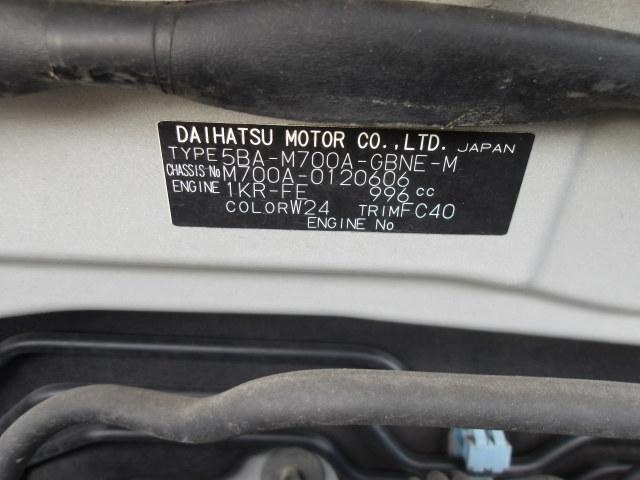 DAIHATSU MOTOR CO.,LTD. JAPAN
TYPE 5BA-M700A-GBNE-M
CHASSIS No M700A-0120606
ENGINE 1KR-FE 996 cc
COLOR W24 TRIM FC40
ENGINE No